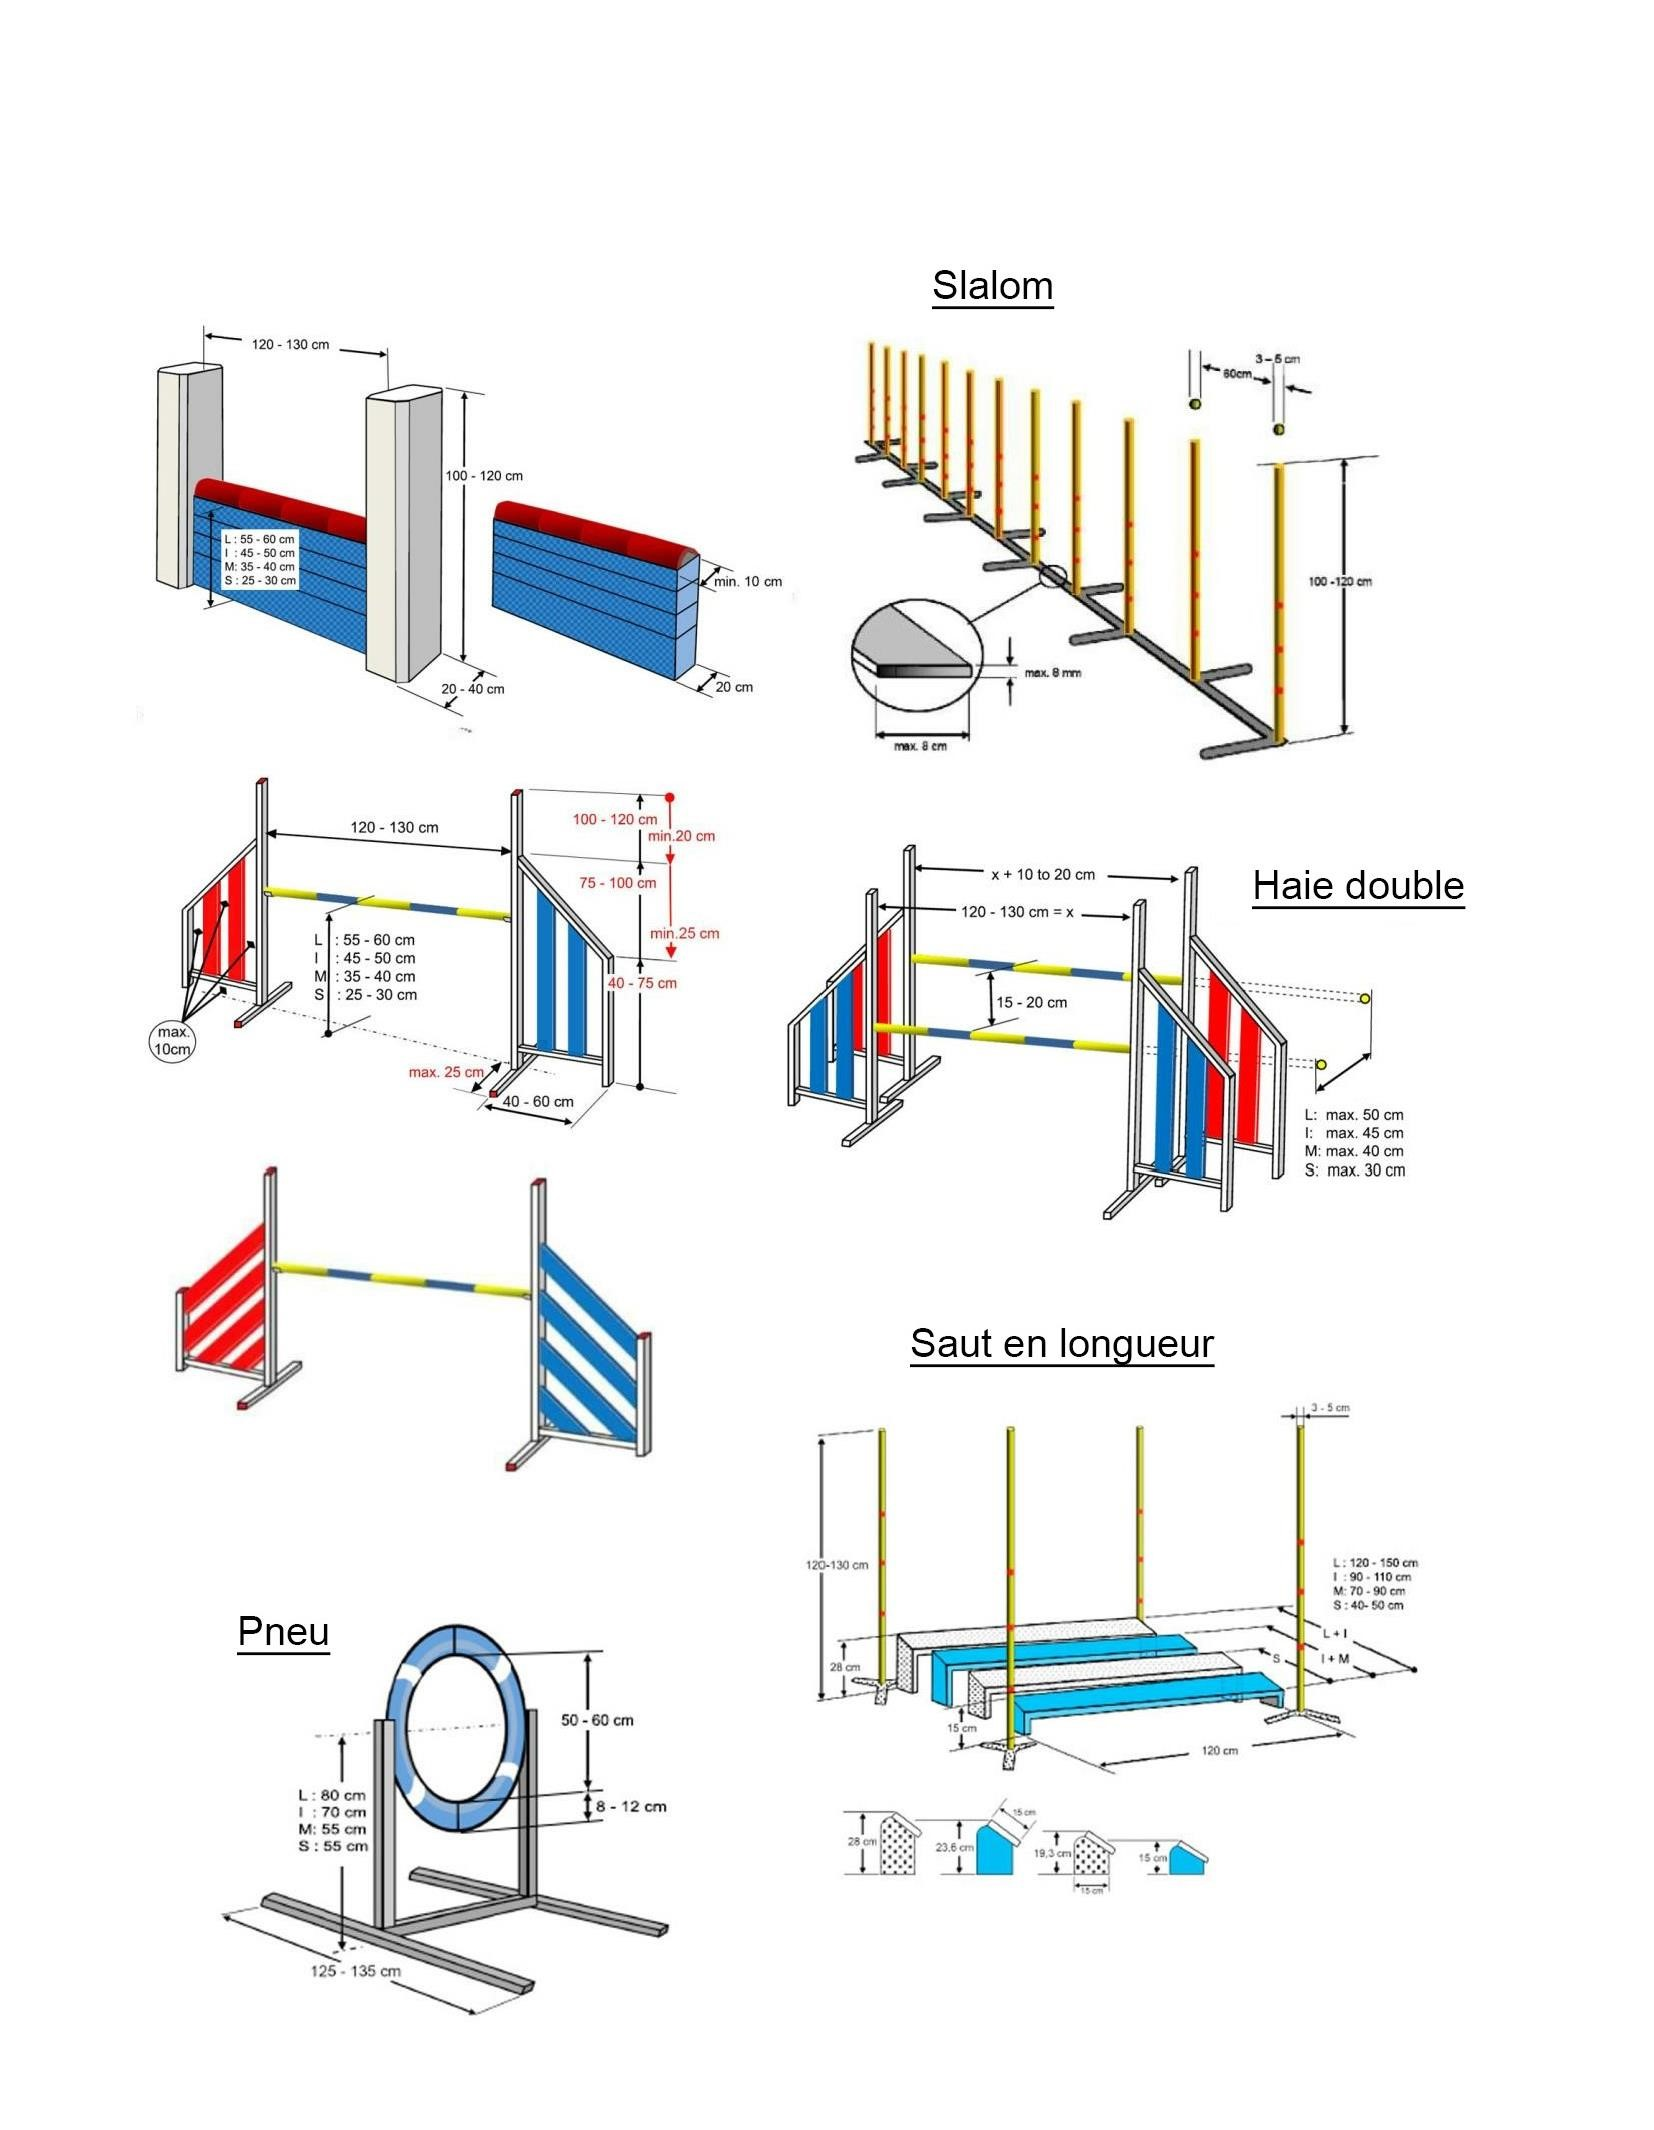 Slalom
120 - 130 cm
100 - 120 cm
L : 55 - 60 cm
I : 45 - 50 cm
M: 35 - 40 cm
S : 25 - 30 cm
min. 10 cm
20 - 40 cm
20 cm
3 - 5 cm
60cm
100 -120 cm
max. 8 mm
max. 8 cm
120 - 130 cm
100 - 120 cm
min.20 cm
75 - 100 cm
min.25 cm
40 - 75 cm
L : 55 - 60 cm
I : 45 - 50 cm
M : 35 - 40 cm
S : 25 - 30 cm
max.
10cm
max. 25 cm
40 - 60 cm
Haie double
x + 10 to 20 cm
120 - 130 cm = x
15 - 20 cm
L: max. 50 cm
I: max. 45 cm
M: max. 40 cm
S: max. 30 cm
Saut en longueur
3 - 5 cm
120-130 cm
L : 120 - 150 cm
I : 90 - 110 cm
M: 70 - 90 cm
S : 40- 50 cm
L + I
I + M
S
28 cm
15 cm
120 cm
28 cm
23,6 cm
15 cm
19,3 cm
15 cm
15 cm
Pneu
50 - 60 cm
8 - 12 cm
L : 80 cm
I : 70 cm
M: 55 cm
S : 55 cm
125 - 135 cm